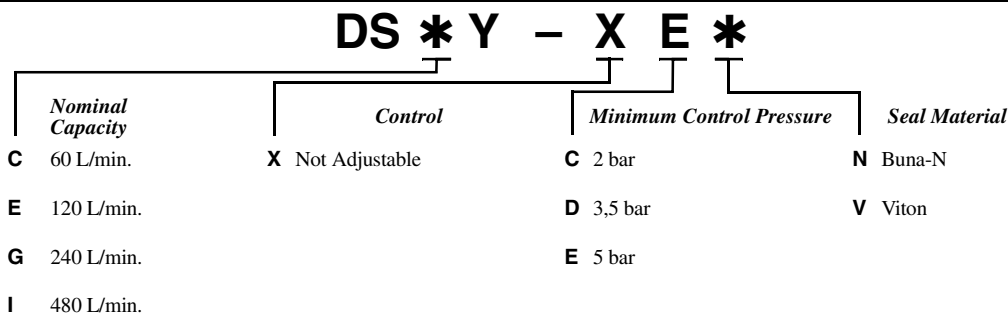 DS ✱ Y – X E ✱
Nominal
Capacity
Control
Minimum Control Pressure
Seal Material
C 60 L/min.
X Not Adjustable
C 2 bar
N Buna-N
E 120 L/min.
D 3,5 bar
V Viton
G 240 L/min.
E 5 bar
I 480 L/min.